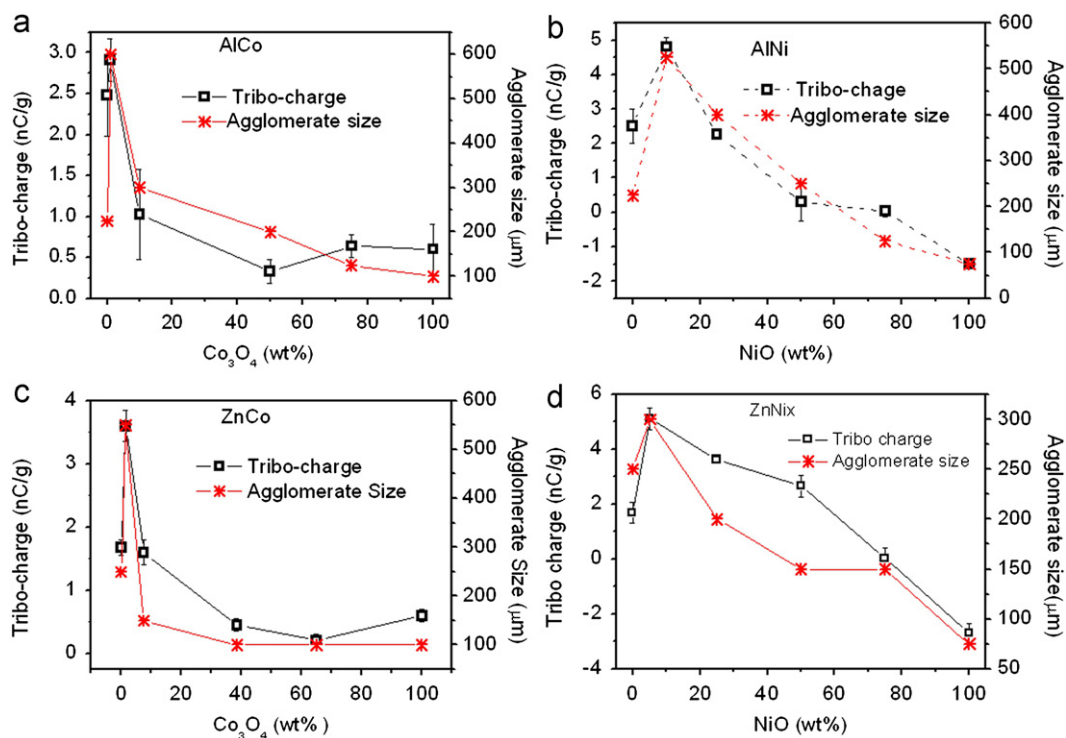 a
AlCo
Tribo-charge (nC/g)
3.0
2.5
2.0
1.5
1.0
0.5
0.0
Tribo-charge
Agglomerate size
600
500
400
300
200
100
Agglomerate size (μm)
0 20 40 60 80 100
Co3O4 (wt%)
b
AlNi
Tribo-charge (nC/g)
5
4
3
2
1
0
-1
-2
Tribo-chage
Agglomerate size
600
500
400
300
200
100
0
Agglomerate size (μm)
0 20 40 60 80 100
NiO (wt%)
c
ZnCo
Tribo-charge (nC/g)
4
3
2
1
0
Tribo-charge
Agglomerate Size
600
500
400
300
200
100
Agglomerate Size (μm)
0 20 40 60 80 100
Co3O4 (wt% )
d
ZnNix
Tribo charge (nC/g)
6
4
2
0
-2
-4
Tribo charge
Agglomerate size
300
250
200
150
100
50
Agglomerate size(μm)
0 20 40 60 80 100
NiO (wt%)